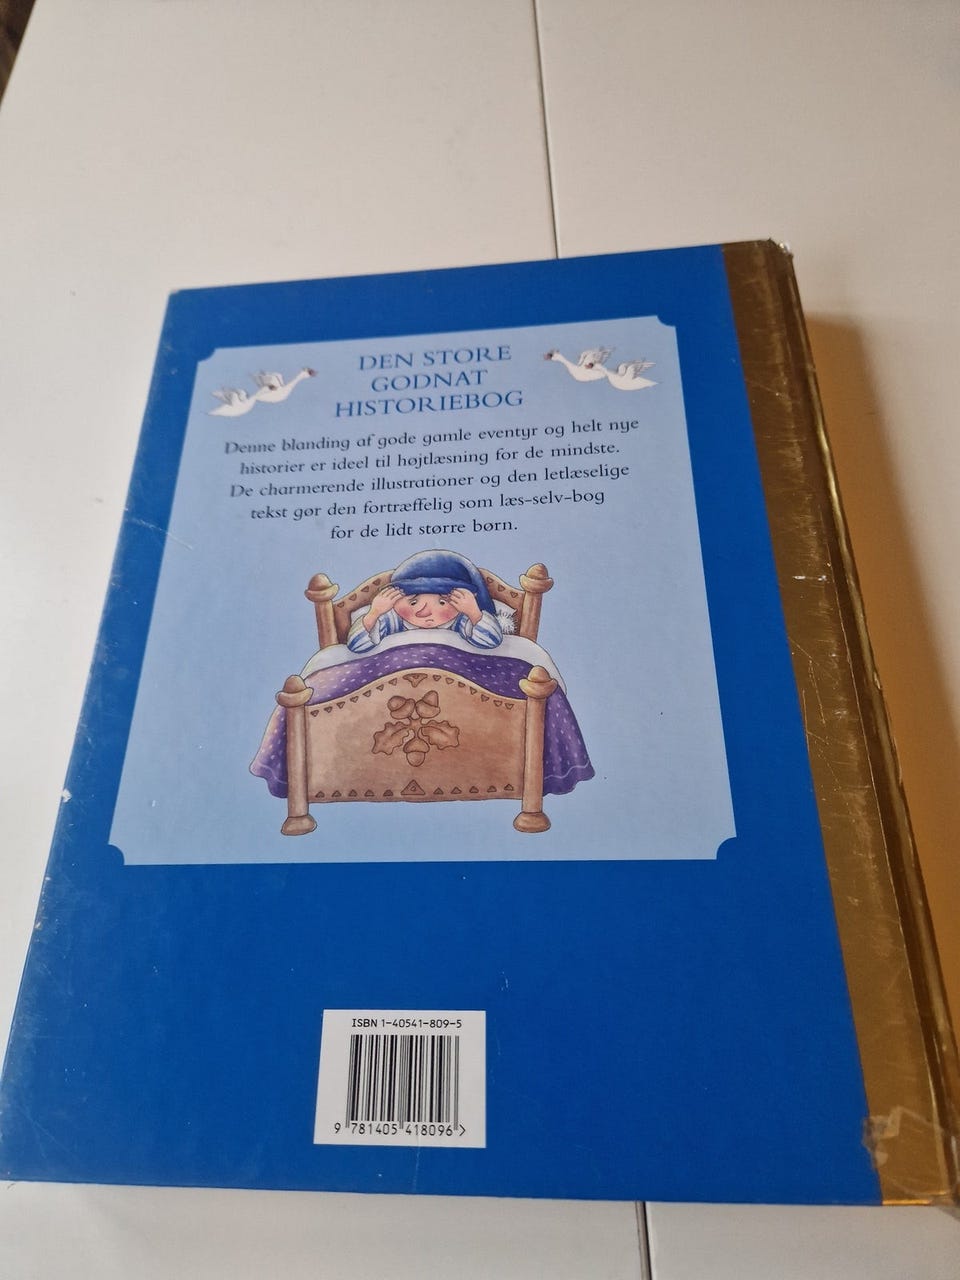 DEN STORE
GODNAT
HISTORIEBOG
Denne blanding af gode gamle eventyr og helt nye
historier er ideel til højtlæsning for de mindste.
De charmerende illustrationer og den letlæselige
tekst gør den fortræffelig som læs-selv-bog
for de lidt større børn.
ISBN 1-40541-809-5
9 781405 418096 >